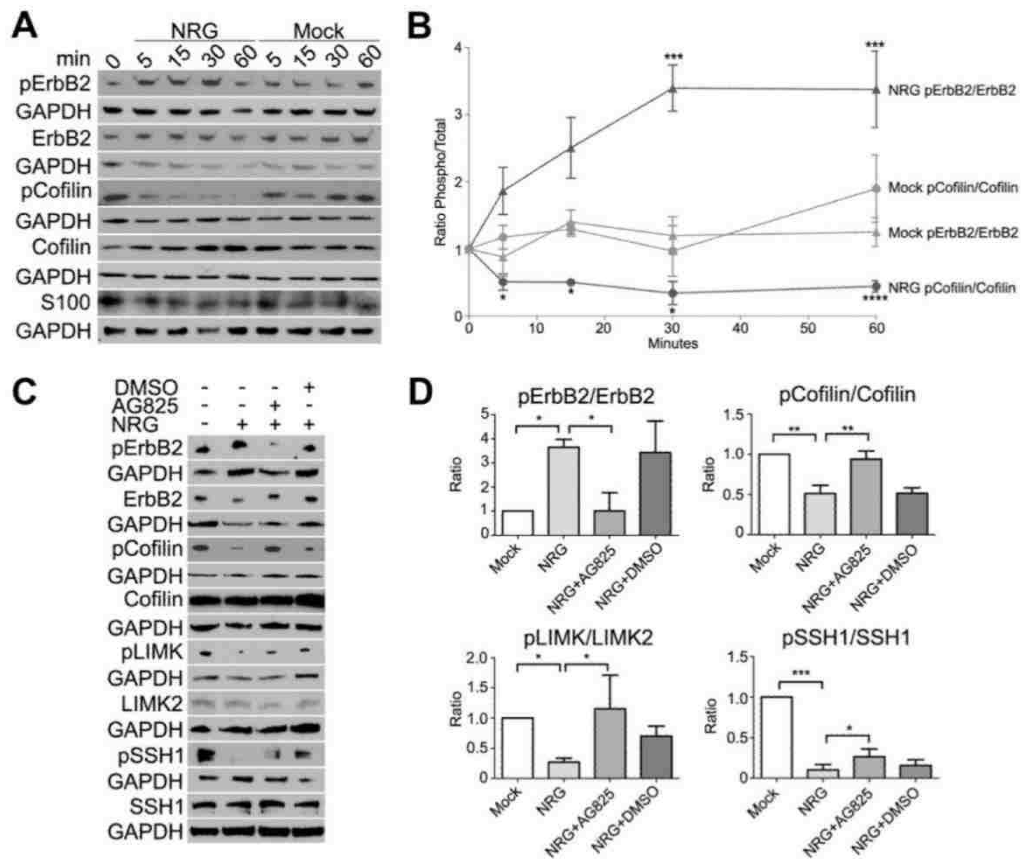 A
NRG Mock
min 0 5 15 30 60 5 15 30 60
pErbB2
GAPDH
ErbB2
GAPDH
pCofilin
GAPDH
Cofilin
GAPDH
S100
GAPDH
B
Ratio Phospho/Total
4
3
2
1
0
0 10 20 30 40 50 60
Minutes
*** ***
NRG pErbB2/ErbB2
Mock pCofilin/Cofilin
Mock pErbB2/ErbB2
NRG pCofilin/Cofilin
* * * ****
C
DMSO - - - +
AG825 - - + -
NRG - + + +
pErbB2
GAPDH
ErbB2
GAPDH
pCofilin
GAPDH
Cofilin
GAPDH
pLIMK
GAPDH
LIMK2
GAPDH
pSSH1
GAPDH
SSH1
GAPDH
D
pErbB2/ErbB2
Ratio
5
4
3
2
1
0
* *
Mock NRG NRG+AG825 NRG+DMSO
pCofilin/Cofilin
Ratio
1.5
1.0
0.5
0
** **
Mock NRG NRG+AG825 NRG+DMSO
pLIMK/LIMK2
Ratio
2.0
1.5
1.0
0.5
0
* *
Mock NRG NRG+AG825 NRG+DMSO
pSSH1/SSH1
Ratio
1.5
1.0
0.5
0
*** *
Mock NRG NRG+AG825 NRG+DMSO